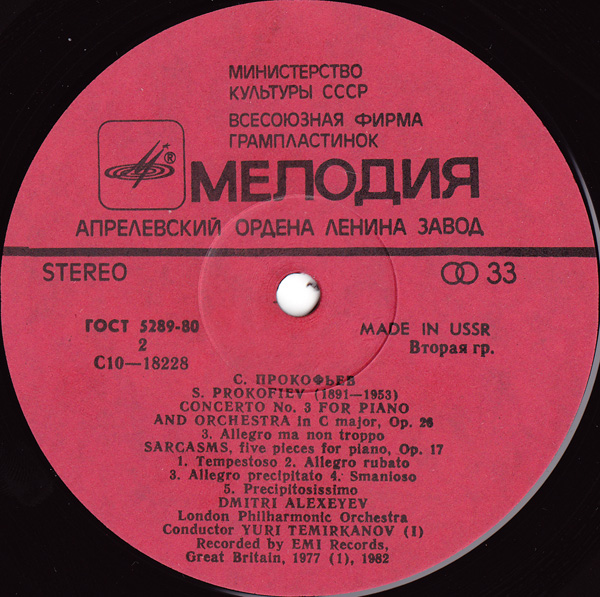 МИНИСТЕРСТВО
КУЛЬТУРЫ СССР
ВСЕСОЮЗНАЯ ФИРМА
ГРАМПЛАСТИНОК
®
МЕЛОДИЯ
АПРЕЛЕВСКИЙ ОРДЕНА ЛЕНИНА ЗАВОД
STEREO
33
ГОСТ 5289-80
2
С10—18228
MADE IN USSR
Вторая гр.
С. ПРОКОФЬЕВ
S. PROKOFIEV (1891—1953)
CONCERTO No. 3 FOR PIANO
AND ORCHESTRA in C major, Op. 26
3. Allegro ma non troppo
SARCASMS, five pieces for piano, Op. 17
1. Tempestoso 2. Allegro rubato
3. Allegro precipitato 4. Smanioso
5. Precipitosissimo
DMITRI ALEXEYEV
London Philharmonic Orchestra
Conductor YURI TEMIRKANOV (1)
Recorded by EMI Records,
Great Britain, 1977 (1), 1982